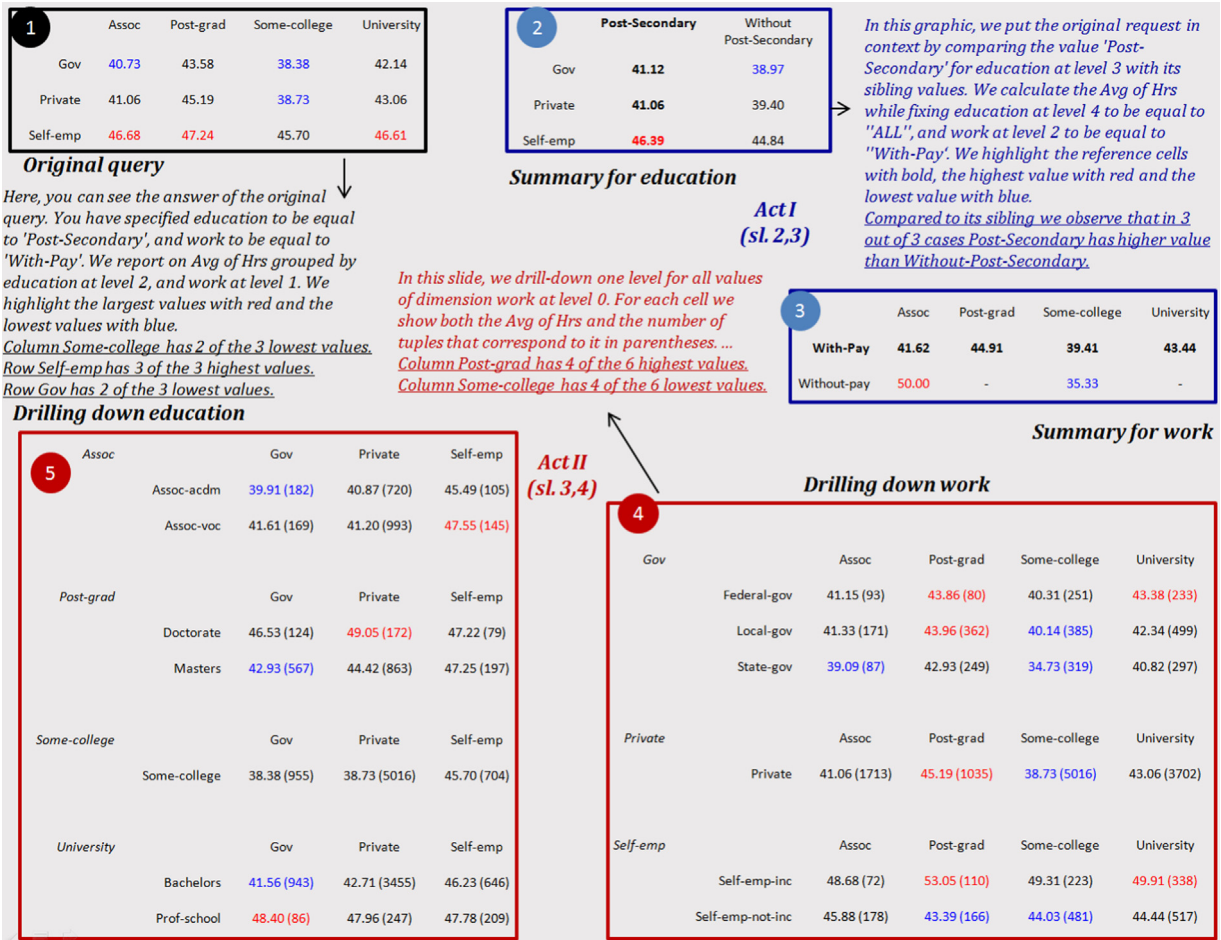 1
Assoc Post-grad Some-college University
Gov 40.73 43.58 38.38 42.14
Private 41.06 45.19 38.73 43.06
Self-emp 46.68 47.24 45.70 46.61
Original query
Here, you can see the answer of the original
query. You have specified education to be equal
to 'Post-Secondary', and work to be equal to
'With-Pay'. We report on Avg of Hrs grouped by
education at level 2, and work at level 1. We
highlight the largest values with red and the
lowest values with blue.
Column Some-college has 2 of the 3 lowest values.
Row Self-emp has 3 of the 3 highest values.
Row Gov has 2 of the 3 lowest values.
2
Post-Secondary Without
Post-Secondary
Gov 41.12 38.97
Private 41.06 39.40
Self-emp 46.39 44.84
Summary for education
Act I
(sl. 2,3)
In this graphic, we put the original request in
context by comparing the value 'Post-
Secondary' for education at level 3 with its
sibling values. We calculate the Avg of Hrs
while fixing education at level 4 to be equal to
''ALL'', and work at level 2 to be equal to
''With-Pay'. We highlight the reference cells
with bold, the highest value with red and the
lowest value with blue.
Compared to its sibling we observe that in 3
out of 3 cases Post-Secondary has higher value
than Without-Post-Secondary.
3
Assoc Post-grad Some-college University
With-Pay 41.62 44.91 39.41 43.44
Without-pay 50.00 - 35.33 -
Summary for work
In this slide, we drill-down one level for all values
of dimension work at level 0. For each cell we
show both the Avg of Hrs and the number of
tuples that correspond to it in parentheses. ...
Column Post-grad has 4 of the 6 highest values.
Column Some-college has 4 of the 6 lowest values.
Drilling down education
5
Assoc Gov Private Self-emp
Assoc-acdm 39.91 (182) 40.87 (720) 45.49 (105)
Assoc-voc 41.61 (169) 41.20 (993) 47.55 (145)
Post-grad Gov Private Self-emp
Doctorate 46.53 (124) 49.05 (172) 47.22 (79)
Masters 42.93 (567) 44.42 (863) 47.25 (197)
Some-college Gov Private Self-emp
Some-college 38.38 (955) 38.73 (5016) 45.70 (704)
University Gov Private Self-emp
Bachelors 41.56 (943) 42.71 (3455) 46.23 (646)
Prof-school 48.40 (86) 47.96 (247) 47.78 (209)
Act II
(sl. 3,4)
Drilling down work
4
Gov Assoc Post-grad Some-college University
Federal-gov 41.15 (93) 43.86 (80) 40.31 (251) 43.38 (233)
Local-gov 41.33 (171) 43.96 (362) 40.14 (385) 42.34 (499)
State-gov 39.09 (87) 42.93 (249) 34.73 (319) 40.82 (297)
Private Assoc Post-grad Some-college University
Private 41.06 (1713) 45.19 (1035) 38.73 (5016) 43.06 (3702)
Self-emp Assoc Post-grad Some-college University
Self-emp-inc 48.68 (72) 53.05 (110) 49.31 (223) 49.91 (338)
Self-emp-not-inc 45.88 (178) 43.39 (166) 44.03 (481) 44.44 (517)